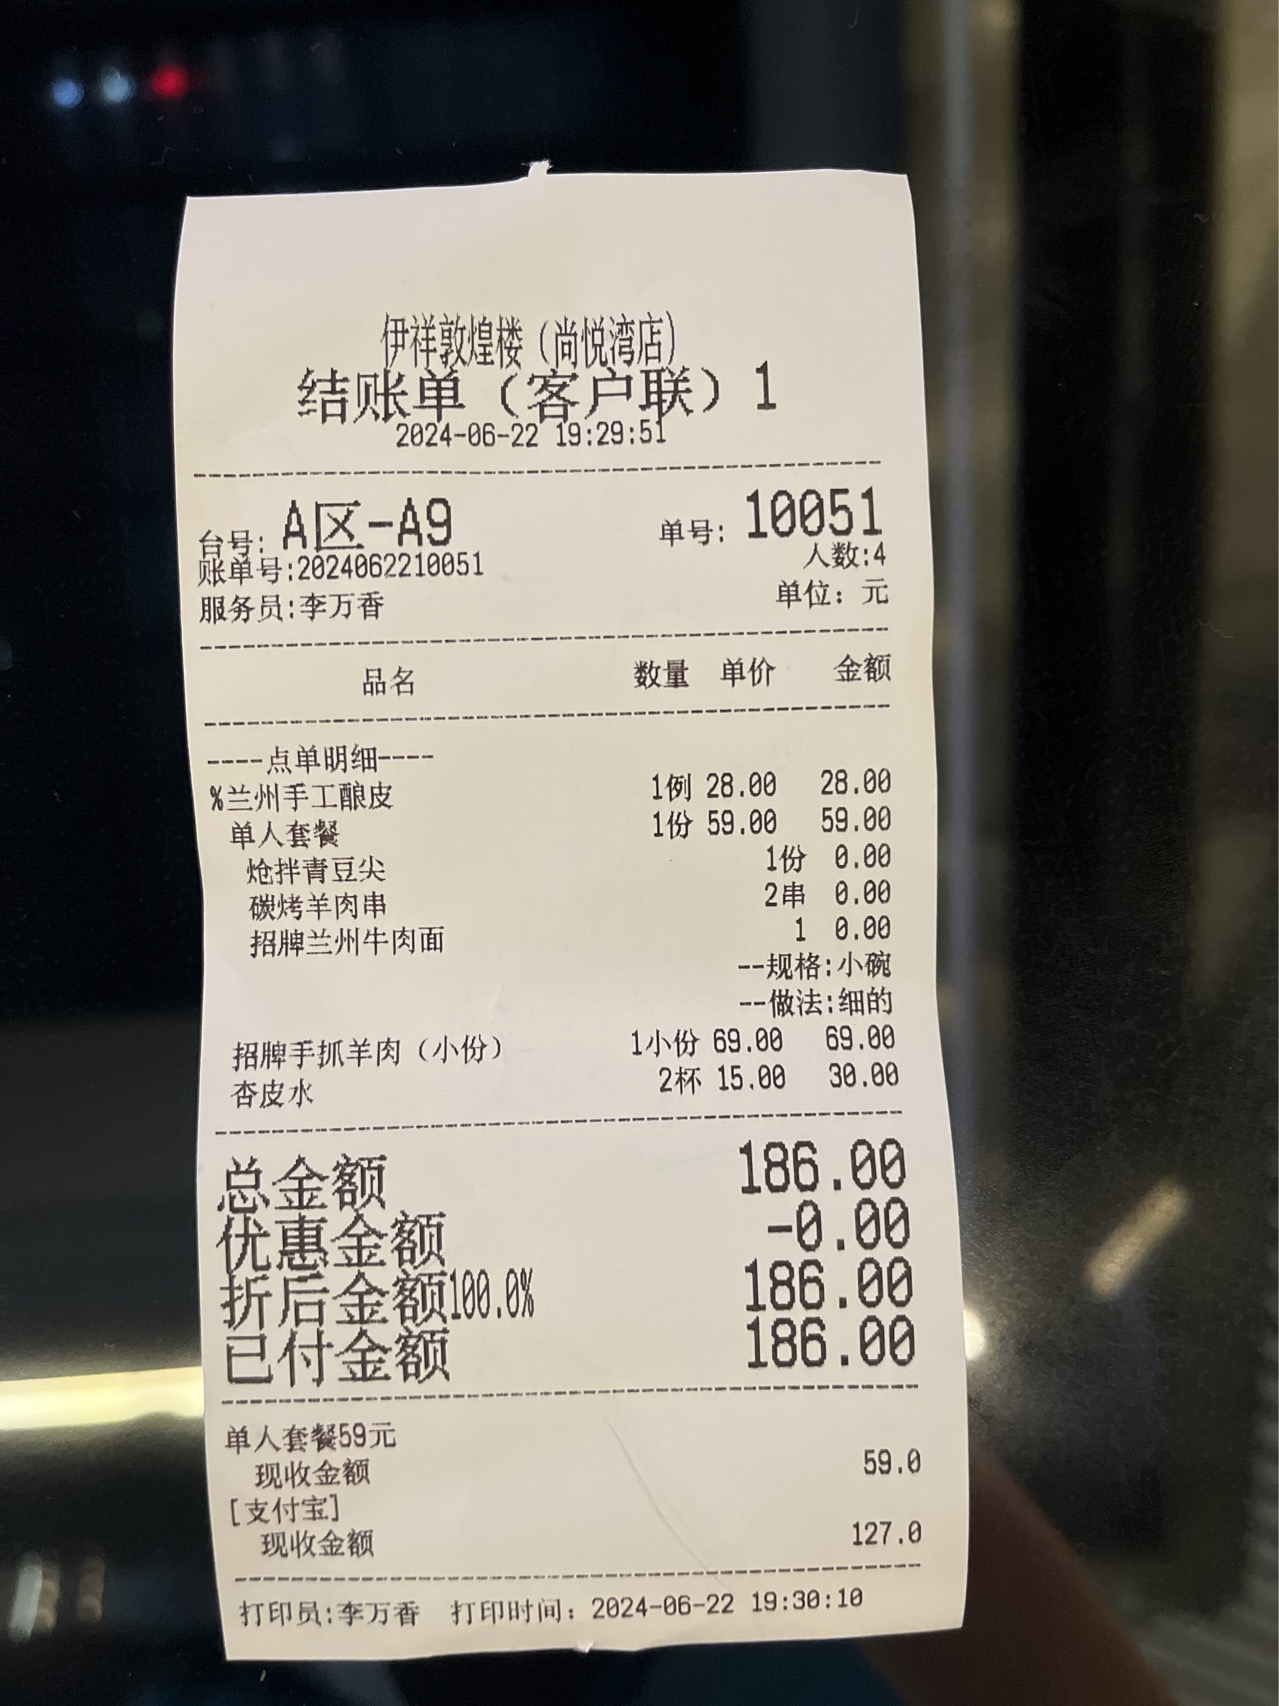 伊祥敦煌楼（尚悦湾店）
结账单（客户联）1
2024-06-22 19:29:51
台号: A区-A9 单号: 10051
账单号:2024062210051 人数:4
服务员:李万香 单位: 元
品名 数量 单价 金额
----点单明细----
%兰州手工酿皮 1例 28.00 28.00
单人套餐 1份 59.00 59.00
炝拌青豆尖 1份 0.00
碳烤羊肉串 2串 0.00
招牌兰州牛肉面 1 0.00
--规格:小碗
--做法:细的
招牌手抓羊肉（小份） 1小份 69.00 69.00
杏皮水 2杯 15.00 30.00
总金额 186.00
优惠金额 -0.00
折后金额100.0% 186.00
已付金额 186.00
单人套餐59元
现收金额 59.0
[支付宝]
现收金额 127.0
打印员:李万香 打印时间: 2024-06-22 19:30:10